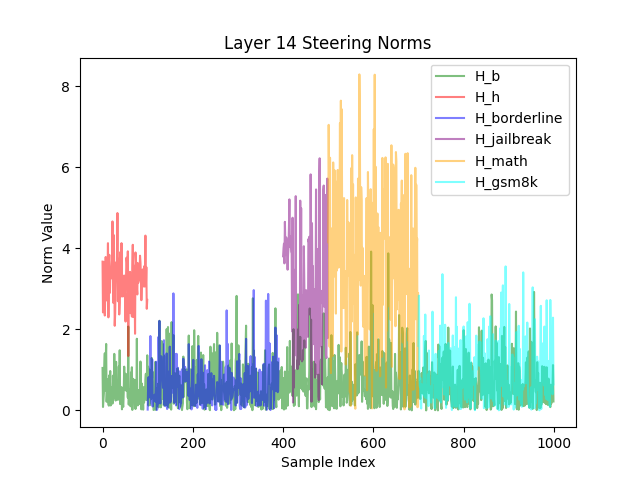 Layer 14 Steering Norms
Norm Value
8
6
4
2
0
0
200
400
600
800
1000
Sample Index
H_b
H_h
H_borderline
H_jailbreak
H_math
H_gsm8k